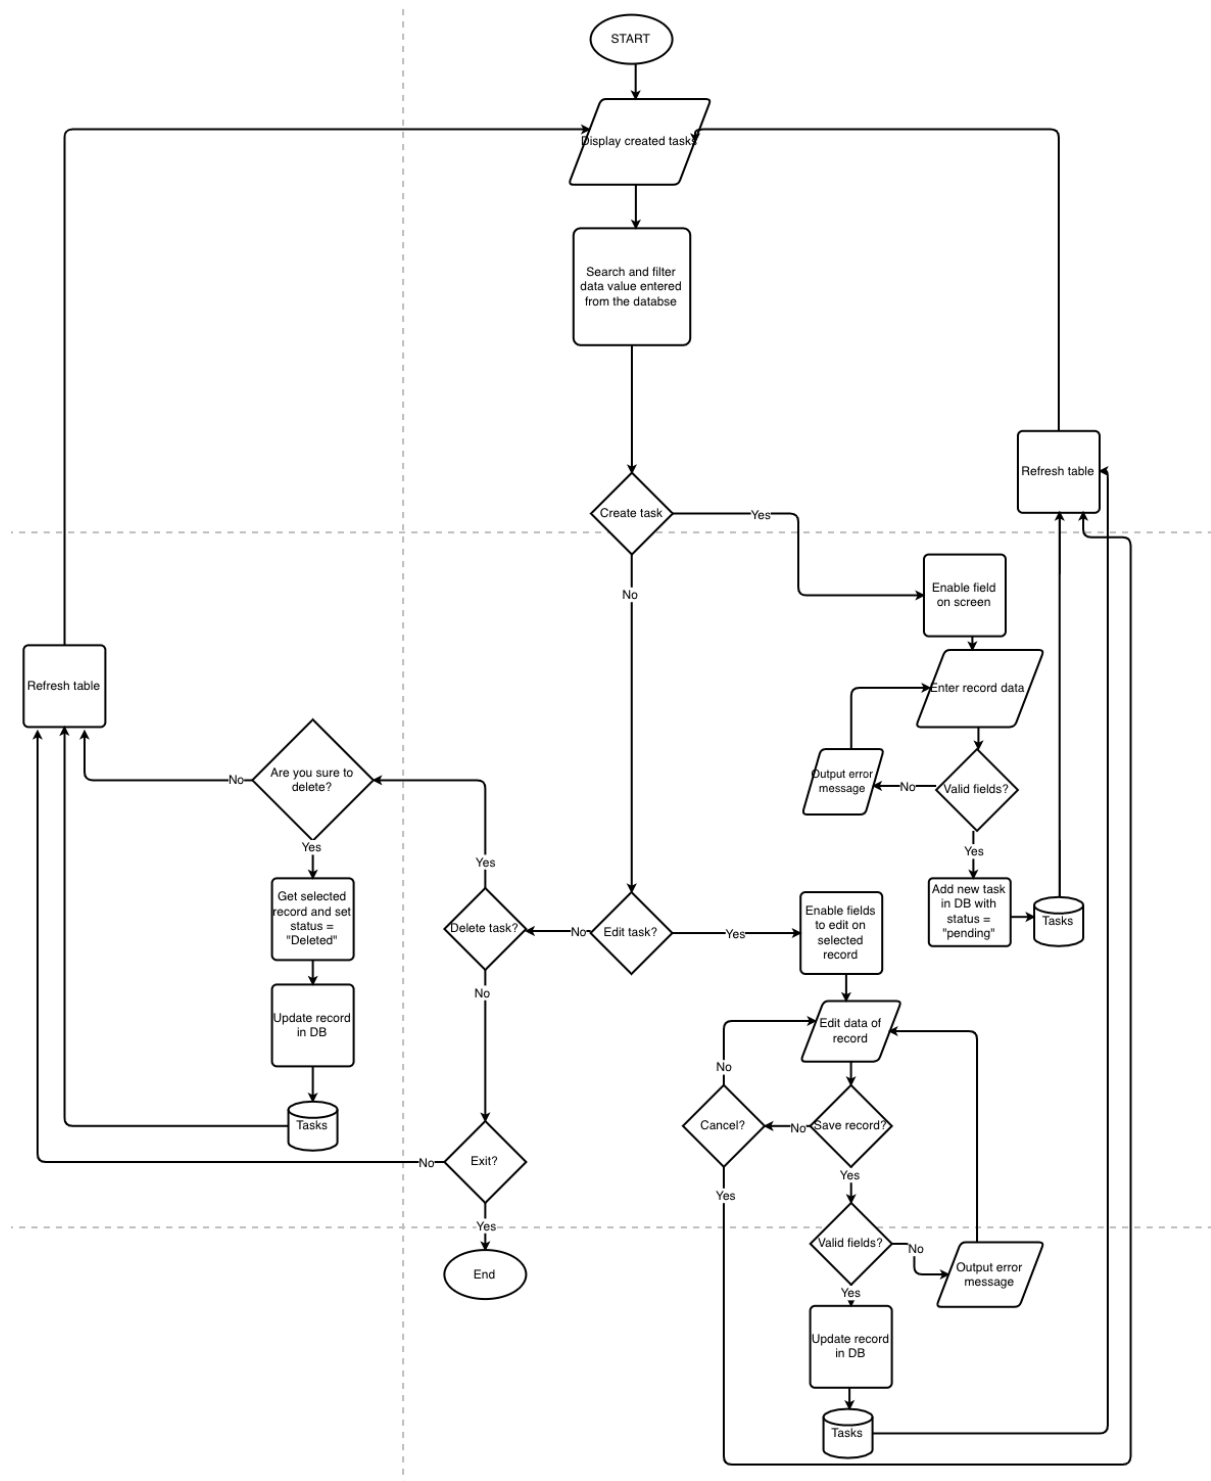 START
Display created tasks
Search and filter
data value entered
from the databse
Refresh table
Create task
Yes
No
Enable field
on screen
Refresh table
Enter record data
Are you sure to
delete?
No
Output error
message
No
Valid fields?
Yes
Yes
Yes
Get selected
record and set
status =
"Deleted"
Delete task?
No
Edit task?
Yes
Enable fields
to edit on
selected
record
Add new task
in DB with
status =
"pending"
Tasks
No
Update record
in DB
Edit data of
record
No
Tasks
Cancel?
No
Save record?
No
Exit?
Yes
Yes
Yes
Valid fields?
No
End
Output error
message
Yes
Update record
in DB
Tasks